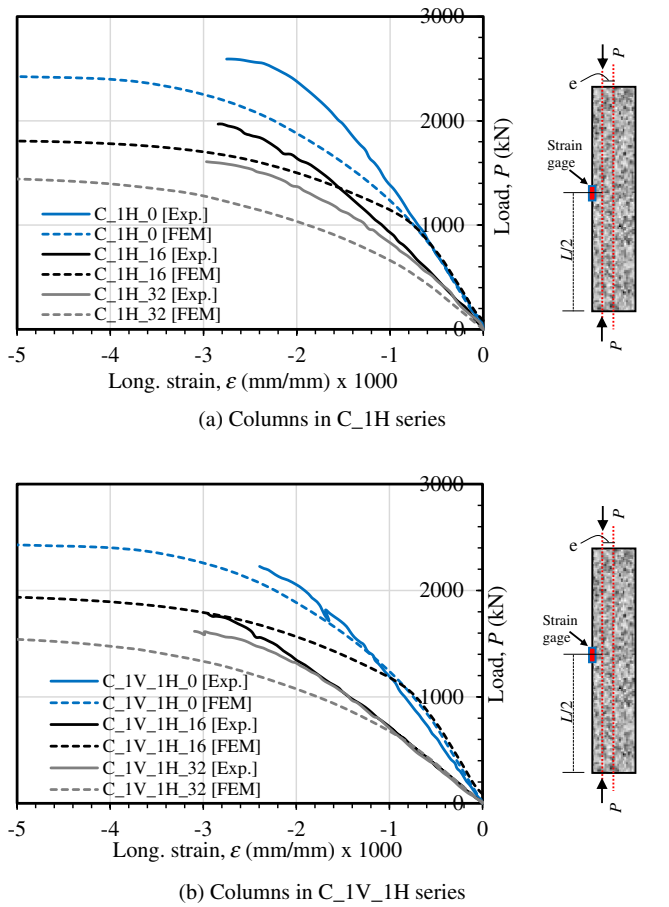 3000
2000
1000
0
Load, P (kN)
C_1H_0 [Exp.]
C_1H_0 [FEM]
C_1H_16 [Exp.]
C_1H_16 [FEM]
C_1H_32 [Exp.]
C_1H_32 [FEM]
-5 -4 -3 -2 -1 0
Long. strain, ε (mm/mm) x 1000
P
e
Strain
gage
L/2
P
(a) Columns in C_1H series
3000
2000
1000
0
Load, P (kN)
C_1V_1H_0 [Exp.]
C_1V_1H_0 [FEM]
C_1V_1H_16 [Exp.]
C_1V_1H_16 [FEM]
C_1V_1H_32 [Exp.]
C_1V_1H_32 [FEM]
-5 -4 -3 -2 -1 0
Long. strain, ε (mm/mm) x 1000
P
e
Strain
gage
L/2
P
(b) Columns in C_1V_1H series